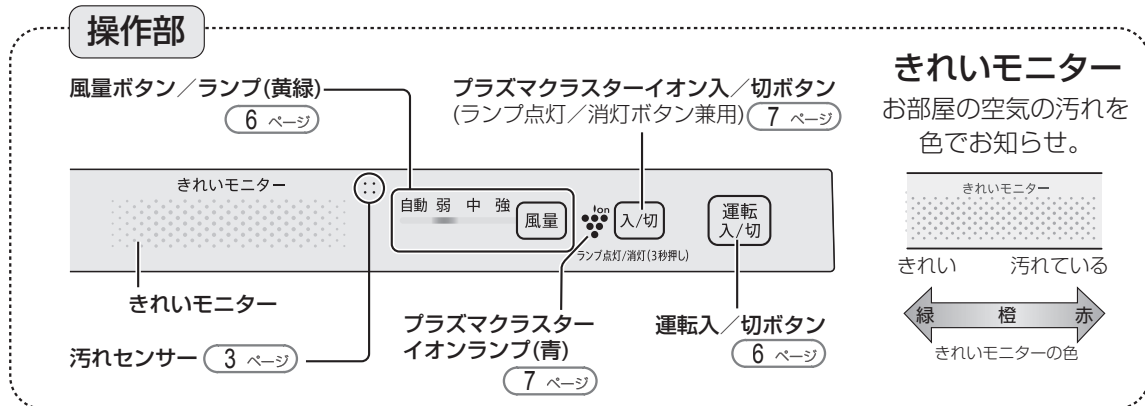 操作部
風量ボタン／ランプ(黄緑)
6 ページ
プラズマクラスターイオン入／切ボタン
(ランプ点灯／消灯ボタン兼用) 7 ページ
きれいモニター
自動 弱 中 強
風量
ion
入/切
ランプ点灯/消灯(3秒押し)
運転
入/切
きれいモニター
汚れセンサー 3 ページ
プラズマクラスター
イオンランプ(青)
7 ページ
運転入／切ボタン
6 ページ
きれいモニター
お部屋の空気の汚れを
色でお知らせ。
きれいモニター
きれい 汚れている
緑 橙 赤
きれいモニターの色